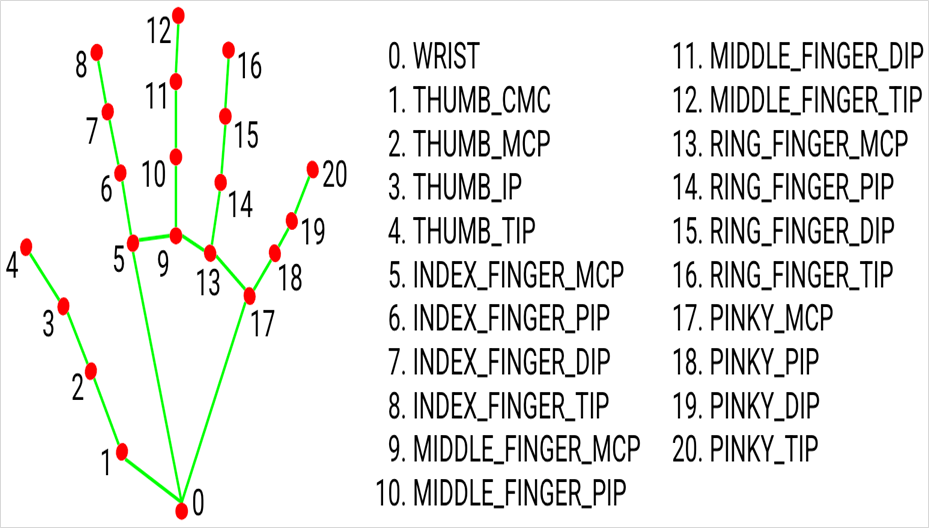 12
8
16
11
7
15
10
6
20
14
19
5
9
4
13
18
3
17
2
1
0
0. WRIST
1. THUMB_CMC
2. THUMB_MCP
3. THUMB_IP
4. THUMB_TIP
5. INDEX_FINGER_MCP
6. INDEX_FINGER_PIP
7. INDEX_FINGER_DIP
8. INDEX_FINGER_TIP
9. MIDDLE_FINGER_MCP
10. MIDDLE_FINGER_PIP
11. MIDDLE_FINGER_DIP
12. MIDDLE_FINGER_TIP
13. RING_FINGER_MCP
14. RING_FINGER_PIP
15. RING_FINGER_DIP
16. RING_FINGER_TIP
17. PINKY_MCP
18. PINKY_PIP
19. PINKY_DIP
20. PINKY_TIP